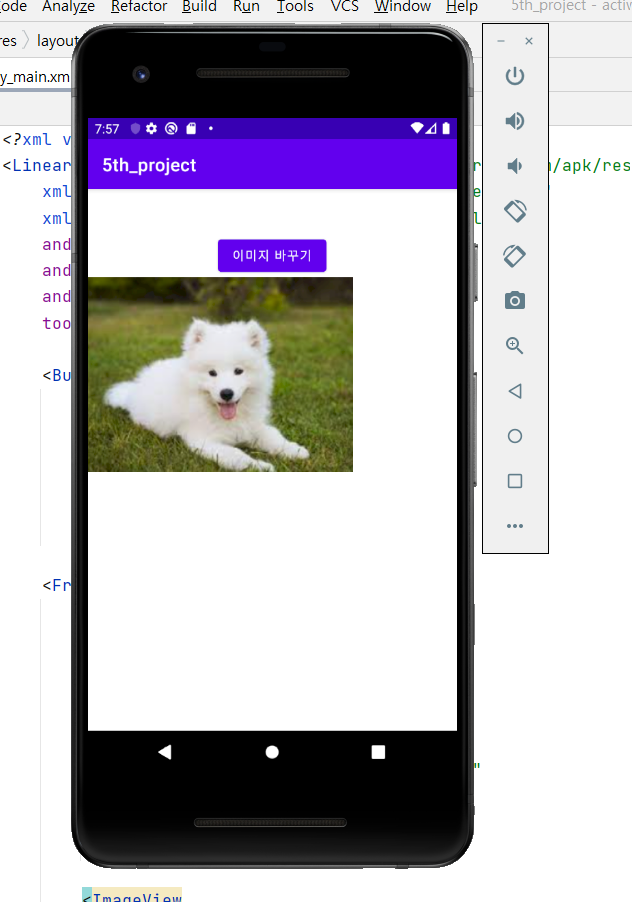 ode Analyze Refactor Build Run Tools VCS Window Help 5th_project - activ
res layout
y_main.xm
7:57
<?xml v
5th_project
<Linear
m/apk/res
xml
xml
and
이미지 바꾸기
and
and
too
<Bu
<Fr
"
<ImageView